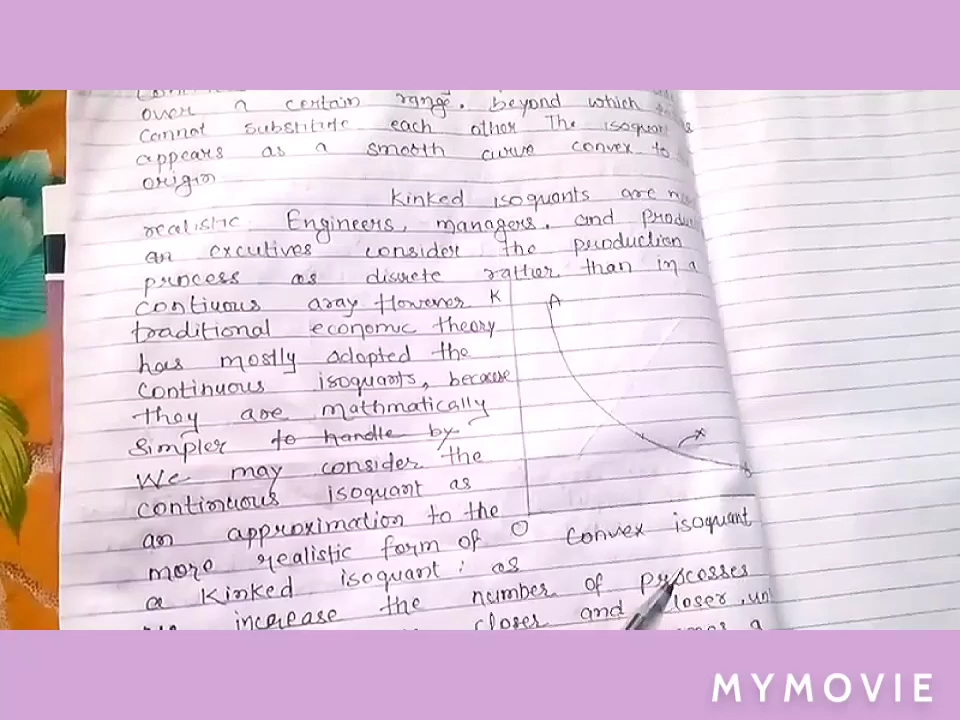 over a certain range. beyond which
cannot substitute each other The isoquant
appears as a smooth curve convex to
origin
Kinked isoquants are
realistic. Engineers, managers. and
an excutives consider the production
process as discrete rather than in a
contiuous aray However
traditional economic theory
has mostly adopted the
continuous isoquants, because
they are mathmatically
Simpler to handle by
We may consider the
continuous isoquant as
an approximation to the
more realistic form of
a Kinked isoquant: as
increase the number of processes
closer and closer
K
A
O
Convex isoquant
MYMOVIE